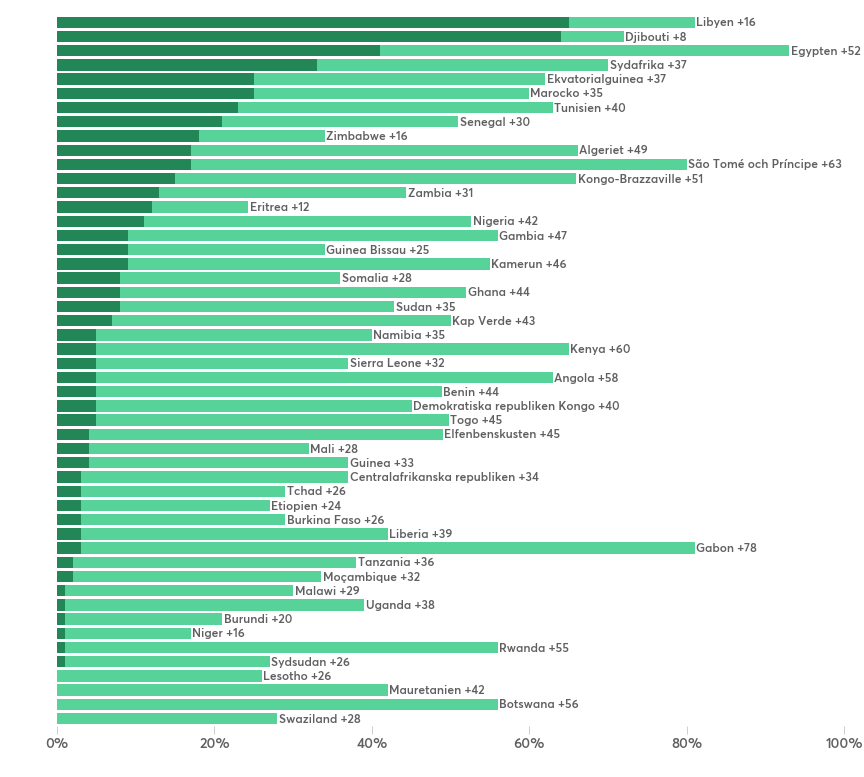 Libyen +16
Djibouti +8
Egypten +52
Sydafrika +37
Ekvatorialguinea +37
Marocko +35
Tunisien +40
Senegal +30
Zimbabwe +16
Algeriet +49
São Tomé och Príncipe +63
Kongo-Brazzaville +51
Zambia +31
Eritrea +12
Nigeria +42
Gambia +47
Guinea Bissau +25
Kamerun +46
Somalia +28
Ghana +44
Sudan +35
Kap Verde +43
Namibia +35
Kenya +60
Sierra Leone +32
Angola +58
Benin +44
Demokratiska republiken Kongo +40
Togo +45
Elfenbenskusten +45
Mali +28
Guinea +33
Centralafrikanska republiken +34
Tchad +26
Etiopien +24
Burkina Faso +26
Liberia +39
Gabon +78
Tanzania +36
Moçambique +32
Malawi +29
Uganda +38
Burundi +20
Niger +16
Rwanda +55
Sydsudan +26
Lesotho +26
Mauretanien +42
Botswana +56
Swaziland +28
0% 20% 40% 60% 80% 100%